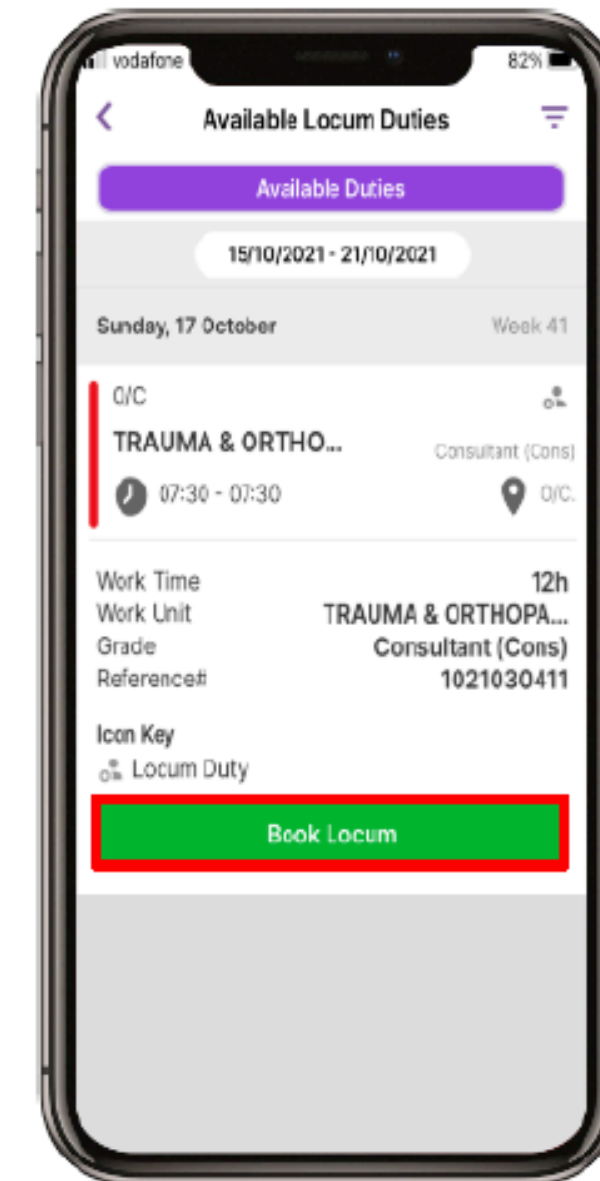 vodafone 82%
Available Locum Duties
Available Duties
15/10/2021 - 21/10/2021
Sunday, 17 October Week 41
O/C
TRAUMA & ORTHO... Consultant (Cons)
07:30 - 07:30 O/C.
Work Time 12h
Work Unit TRAUMA & ORTHOPA...
Grade Consultant (Cons)
Reference# 1021030411
Icon Key
Locum Duty
Book Locum